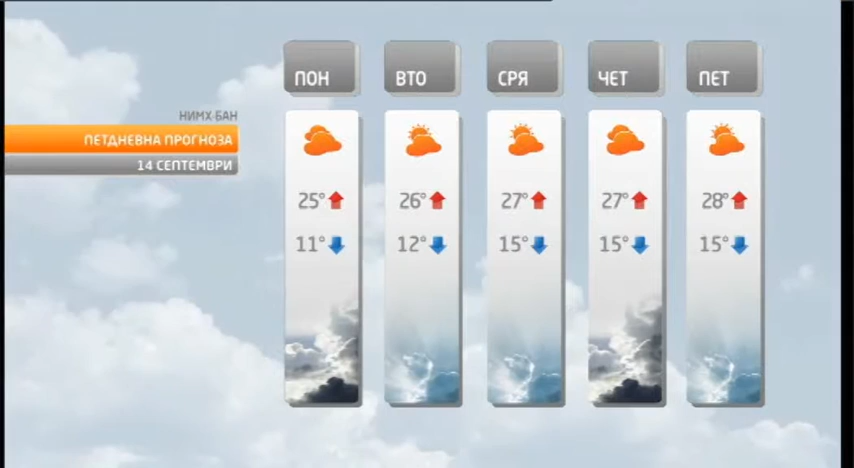 ПОН ВТО СРЯ ЧЕТ ПЕТ
НИМХ-БАН
ПЕТДНЕВНА ПРОГНОЗА
14 СЕПТЕМВРИ
25° 26° 27° 27° 28°
11° 12° 15° 15° 15°